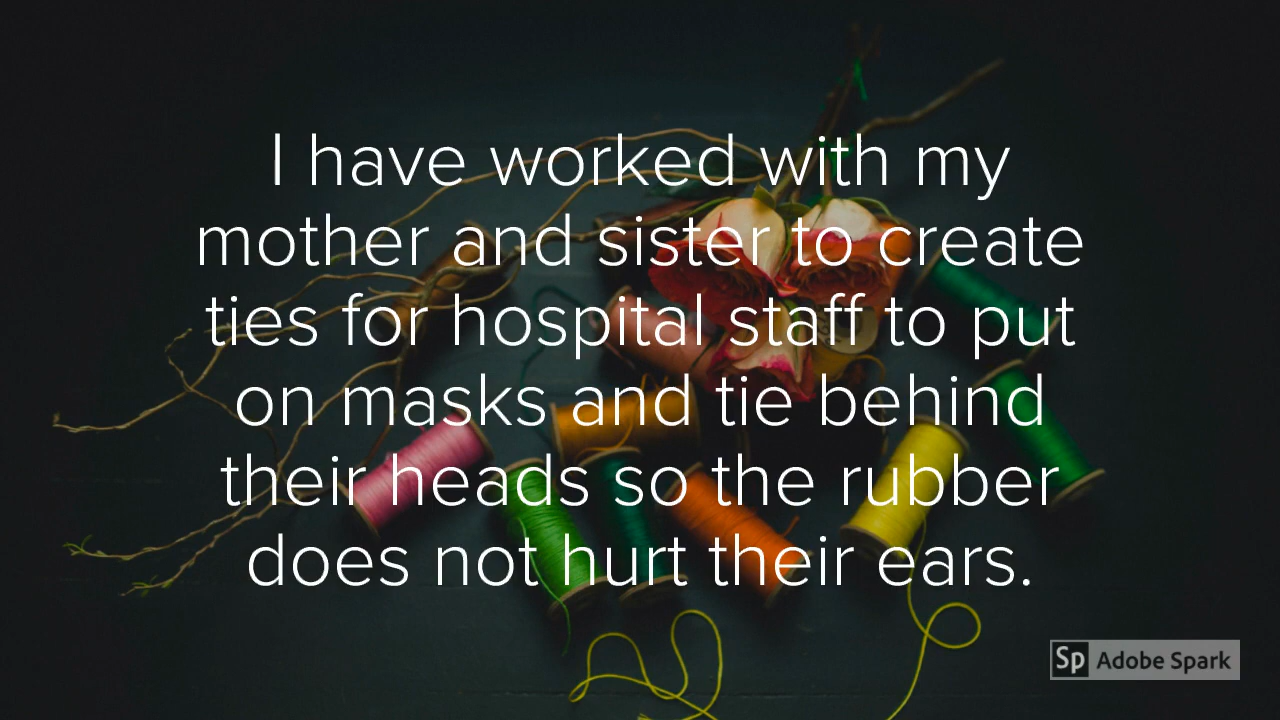 I have worked with my
mother and sister to create
ties for hospital staff to put
on masks and tie behind
their heads so the rubber
does not hurt their ears.
Sp Adobe Spark